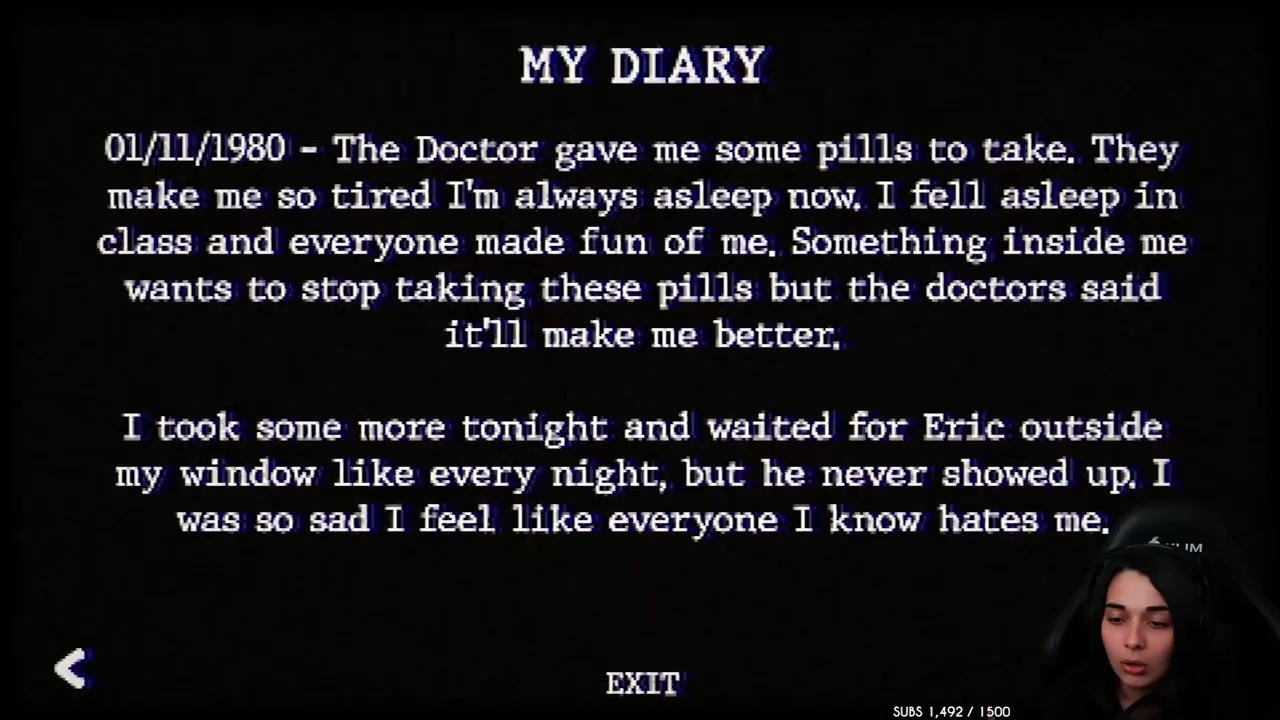 MY DIARY
01/11/1980 - The Doctor gave me some pills to take. They
make me so tired I'm always asleep now. I fell asleep in
class and everyone made fun of me. Something inside me
wants to stop taking these pills but the doctors said
it'll make me better.
I took some more tonight and waited for Eric outside
my window like every night, but he never showed up. I
was so sad I feel like everyone I know hates me.
<
EXIT
SUBS 1,492 / 1500